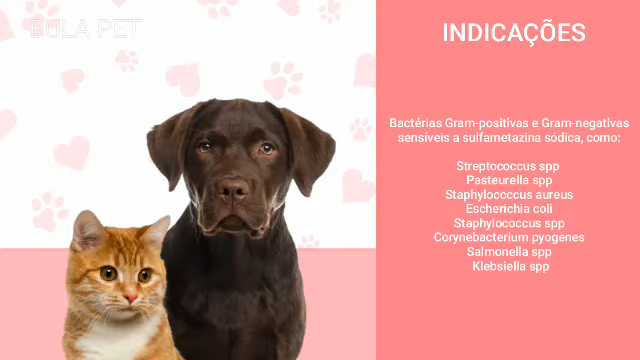 BULA PET
INDICAÇÕES
Bactérias Gram-positivas e Gram-negativas
sensíveis a sulfametazina sódica, como:
Streptococcus spp
Pasteurella spp
Staphylococcus aureus
Escherichia coli
Staphylococcus spp
Corynebacterium pyogenes
Salmonella spp
Klebsiella spp